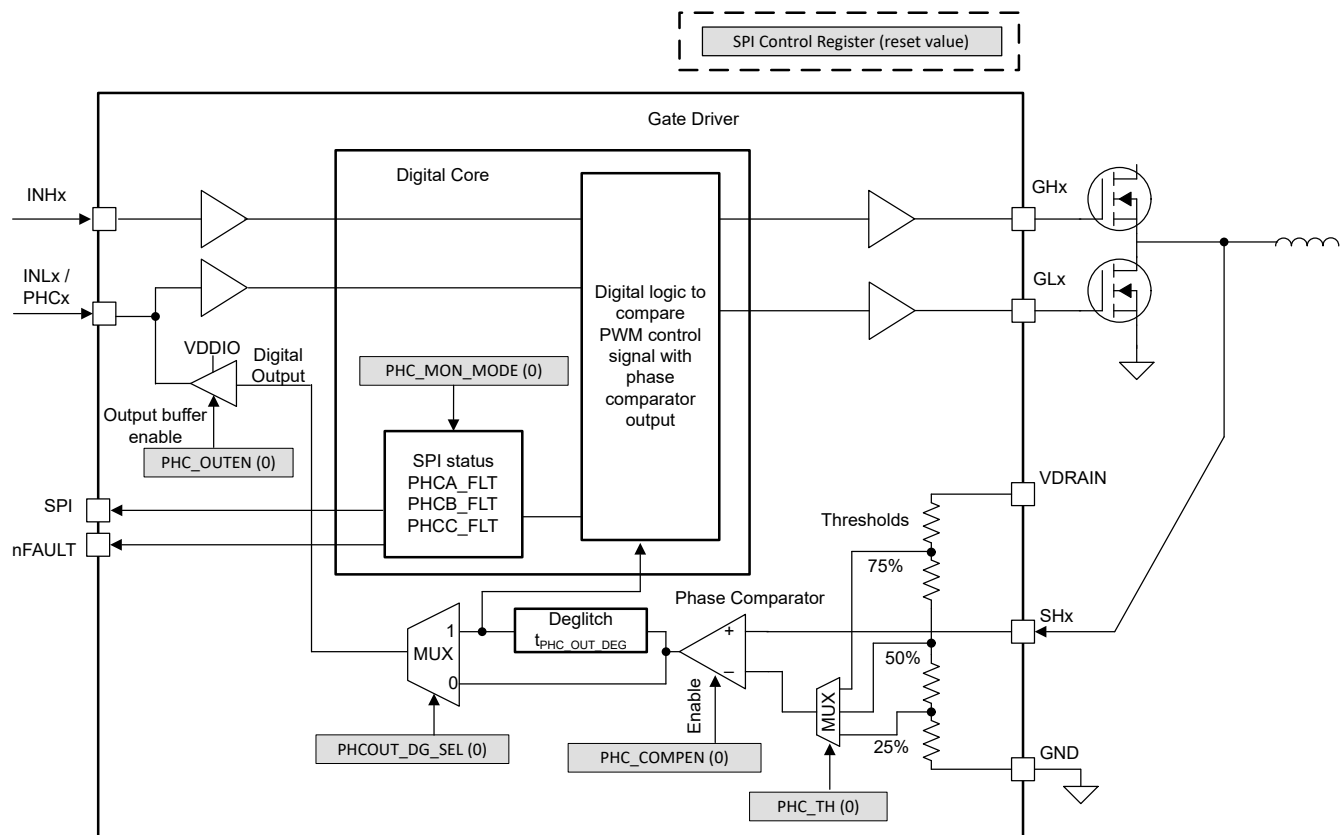 SPI Control Register (reset value)
Gate Driver
Digital Core
INHx
GHx
INLx /
PHCx
GLx
Digital logic to
compare
PWM control
signal with
phase
comparator
output
VDDIO
Digital
Output
PHC_MON_MODE (0)
Output buffer
enable
PHC_OUTEN (0)
SPI status
PHCA_FLT
PHCB_FLT
PHCC_FLT
SPI
nFAULT
VDRAIN
Thresholds
75%
Phase Comparator
Deglitch
tPHC_OUT_DEG
1
MUX
0
+
–
SHx
50%
MUX
Enable
25%
PHCOUT_DG_SEL (0)
PHC_COMPEN (0)
GND
PHC_TH (0)